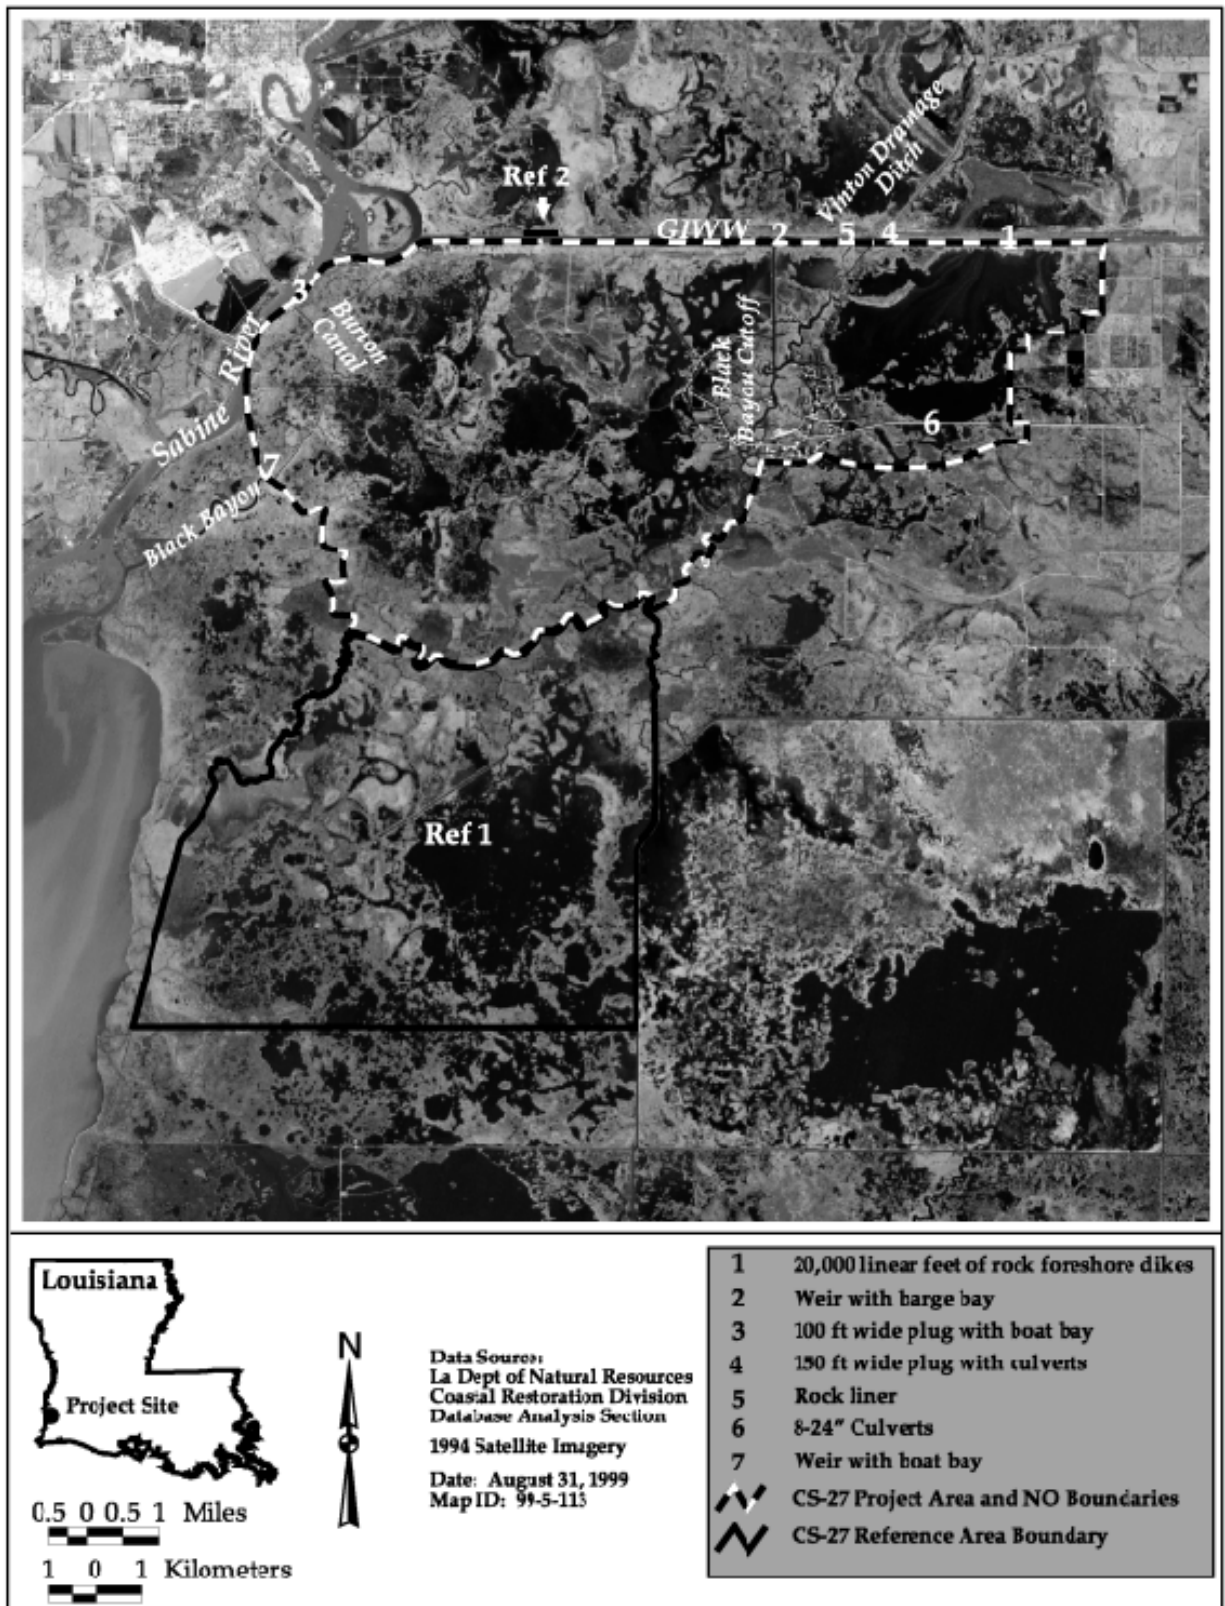 Ref 2
Vinton Drainage
Ditch
GIWW
2
5
4
1
3
Burton
Canal
River
Sabine
Black
Bayou Cutoff
6
7
Black Bayou
Ref 1
Louisiana
Project Site
0.5 0 0.5 1 Miles
1 0 1 Kilometers
N
Data Source:
La Dept of Natural Resources
Coastal Restoration Division
Database Analysis Section
1994 Satellite Imagery
Date: August 31, 1999
Map ID: 99-5-113
1 20,000 linear feet of rock foreshore dikes
2 Weir with barge bay
3 100 ft wide plug with boat bay
4 150 ft wide plug with culverts
5 Rock liner
6 8-24" Culverts
7 Weir with boat bay
CS-27 Project Area and NO Boundaries
CS-27 Reference Area Boundary